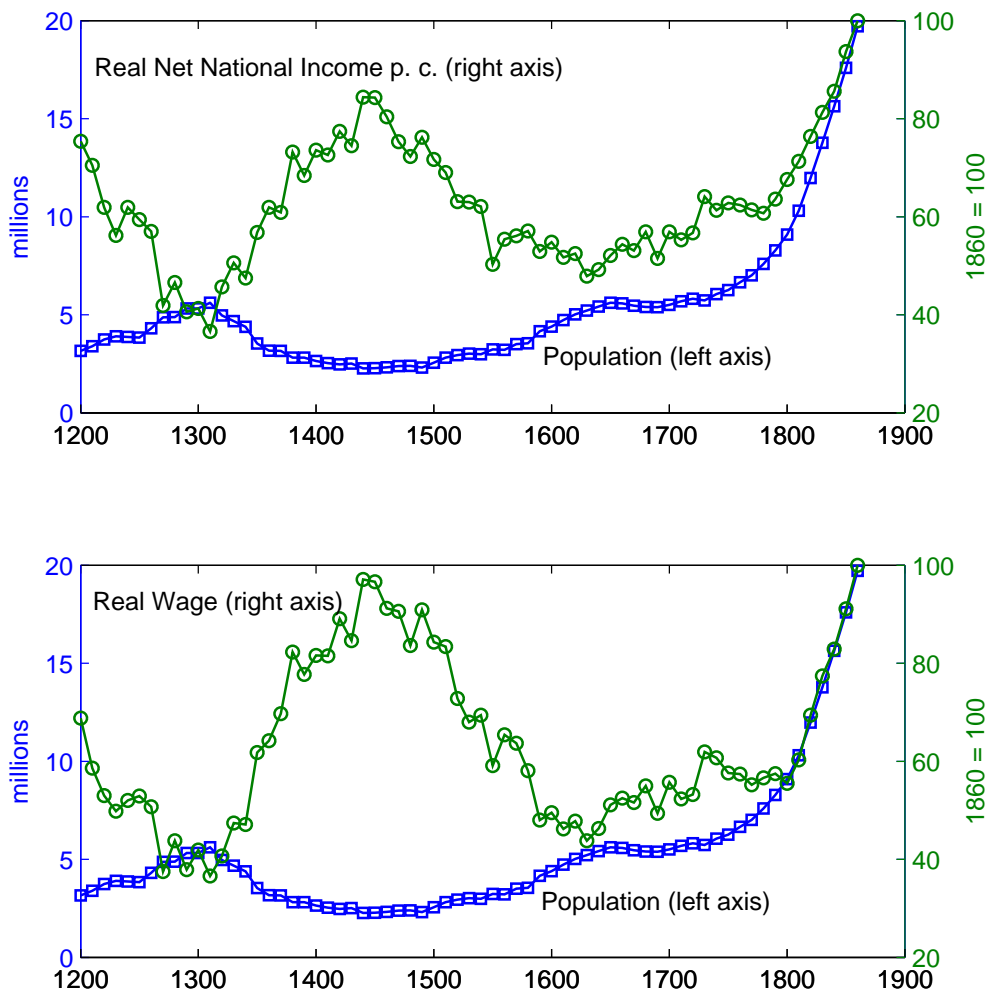 20
15
10
5
0
millions
Real Net National Income p. c. (right axis)
Population (left axis)
100
80
60
40
20
1860 = 100
1200 1300 1400 1500 1600 1700 1800 1900
20
15
10
5
0
millions
Real Wage (right axis)
Population (left axis)
100
80
60
40
20
1860 = 100
1200 1300 1400 1500 1600 1700 1800 1900